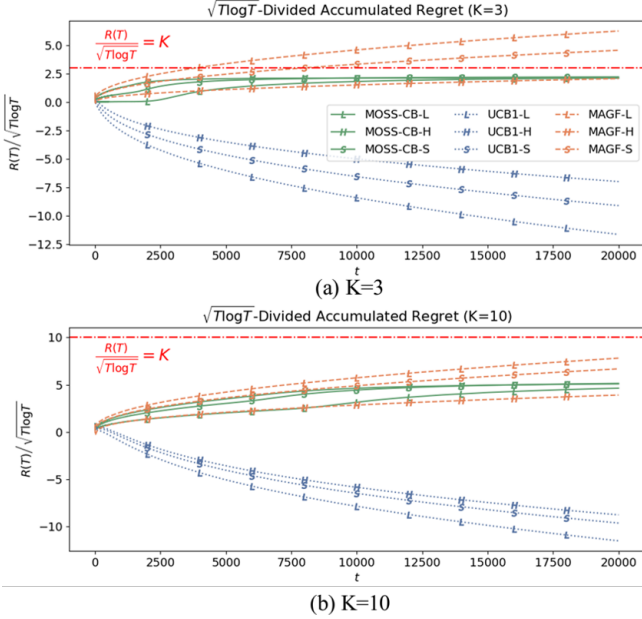 √TlogT-Divided Accumulated Regret (K=3)
R(T)/√TlogT = K
R(T)/√TlogT
5.0
2.5
0.0
−2.5
−5.0
−7.5
−10.0
−12.5
L MOSS-CB-L L UCB1-L L MAGF-L
H MOSS-CB-H H UCB1-H H MAGF-H
S MOSS-CB-S S UCB1-S S MAGF-S
0 2500 5000 7500 10000 12500 15000 17500 20000
t
(a) K=3
√TlogT-Divided Accumulated Regret (K=10)
R(T)/√TlogT = K
R(T)/√TlogT
10
5
0
−5
−10
0 2500 5000 7500 10000 12500 15000 17500 20000
t
(b) K=10